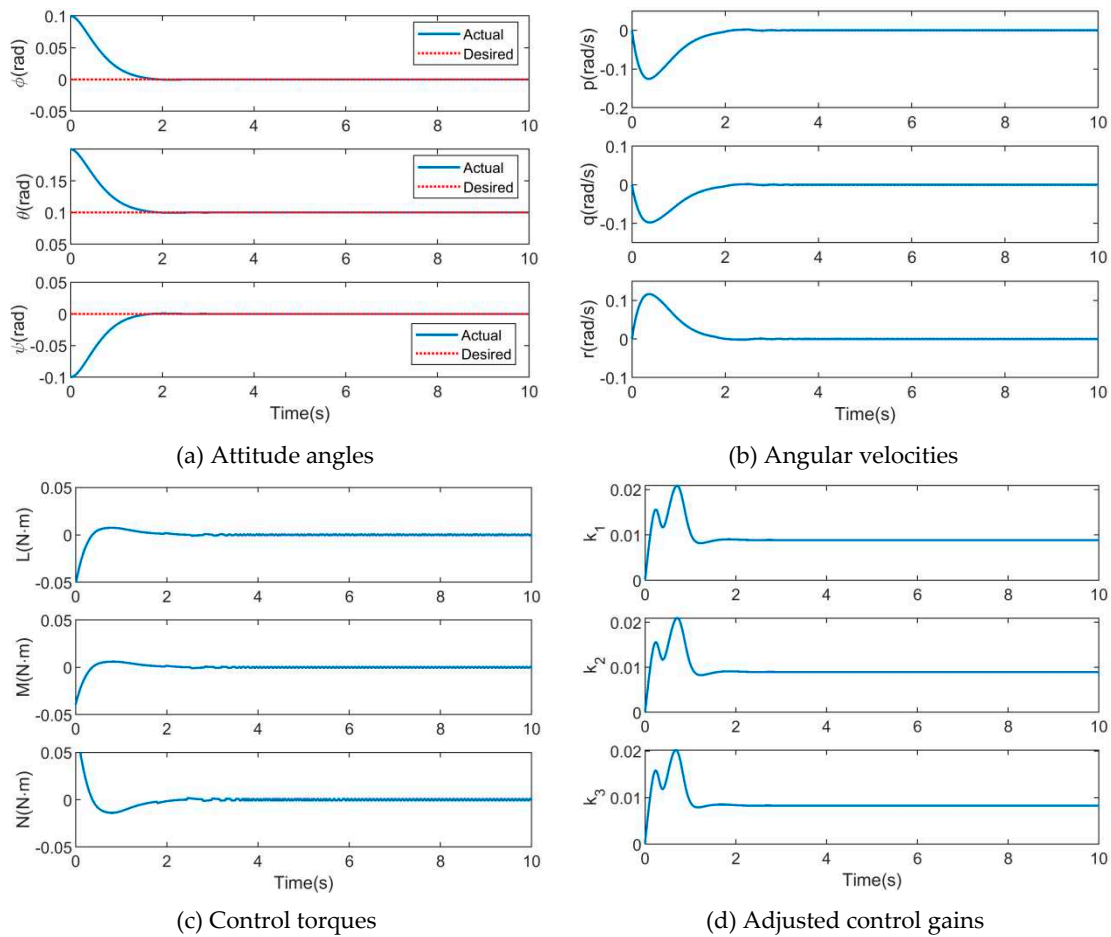 0.1
0.05
0
-0.05
ϕ(rad)
Actual
Desired
0 2 4 6 8 10
0.15
0.1
0.05
θ(rad)
Actual
Desired
0 2 4 6 8 10
0.05
0
-0.05
-0.1
ψ(rad)
Actual
Desired
0 2 4 6 8 10
Time(s)
(a) Attitude angles
0
-0.1
-0.2
p(rad/s)
0 2 4 6 8 10
0.1
0
-0.1
q(rad/s)
0 2 4 6 8 10
0.1
0
-0.1
r(rad/s)
0 2 4 6 8 10
Time(s)
(b) Angular velocities
0.05
0
-0.05
L(N·m)
0 2 4 6 8 10
0.05
0
-0.05
M(N·m)
0 2 4 6 8 10
0.05
0
-0.05
N(N·m)
0 2 4 6 8 10
Time(s)
(c) Control torques
0.02
0.01
0
k1
0 2 4 6 8 10
0.02
0.01
0
k2
0 2 4 6 8 10
0.02
0.01
0
k3
0 2 4 6 8 10
Time(s)
(d) Adjusted control gains